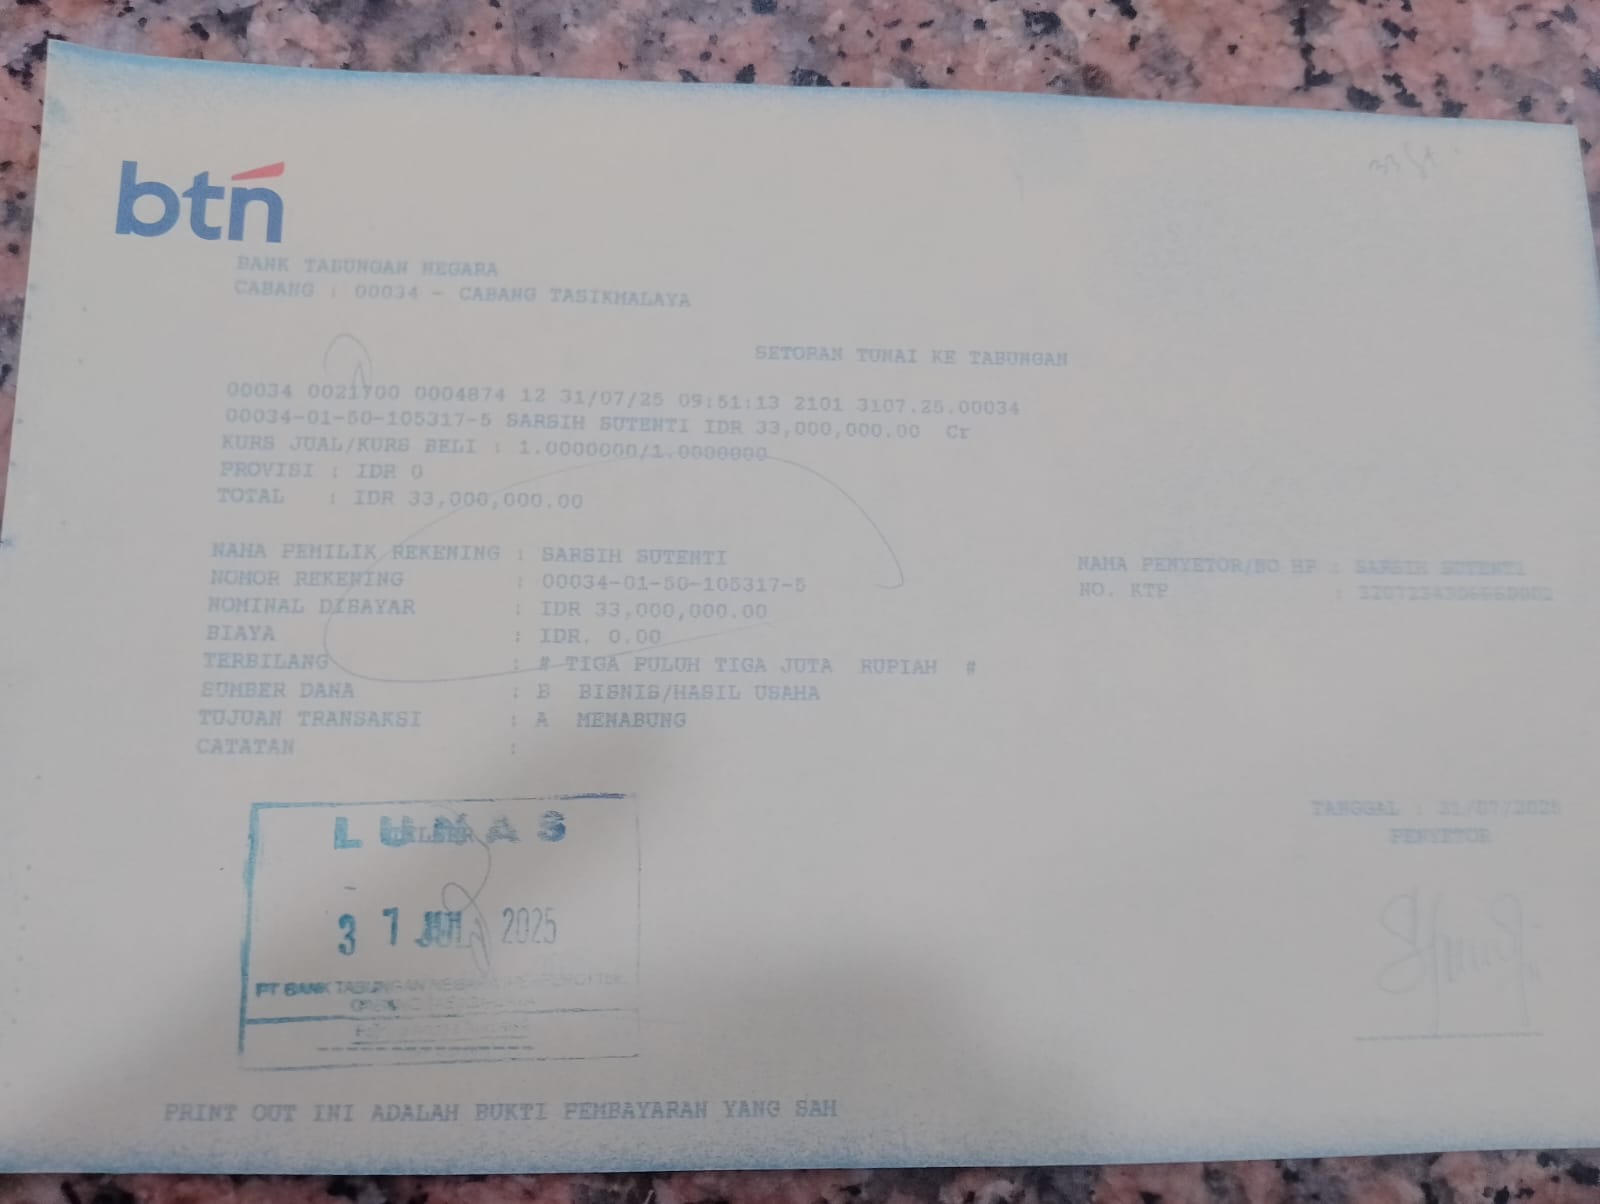 btn
BANK TABUNGAN NEGARA
CABANG : 00034 - CABANG TASIKMALAYA
SETORAN TUNAI KE TABUNGAN
00034 0021700 0004874 12 31/07/25 09:51:13 2101 3107.25.00034
00034-01-50-105317-5 SARSIH SUTENTI IDR 33,000,000.00 Cr
KURS JUAL/KURS BELI : 1.0000000/1.0000000
PROVISI : IDR 0
TOTAL : IDR 33,000,000.00
NAMA PEMILIK REKENING : SARSIH SUTENTI
NOMOR REKENING : 00034-01-50-105317-5
NOMINAL DIBAYAR : IDR 33,000,000.00
BIAYA : IDR. 0.00
TERBILANG : # TIGA PULUH TIGA JUTA RUPIAH #
SUMBER DANA : B BISNIS/HASIL USAHA
TUJUAN TRANSAKSI : A MENABUNG
CATATAN :
NAMA PENYETOR/NO HP : SARSIH SUTENTI
NO. KTP :
TANGGAL : 31/07/2025
PENYETOR
TELLER
LUNAS
31 JUL 2025
PT BANK TABUNGAN NEGARA
PRINT OUT INI ADALAH BUKTI PEMBAYARAN YANG SAH